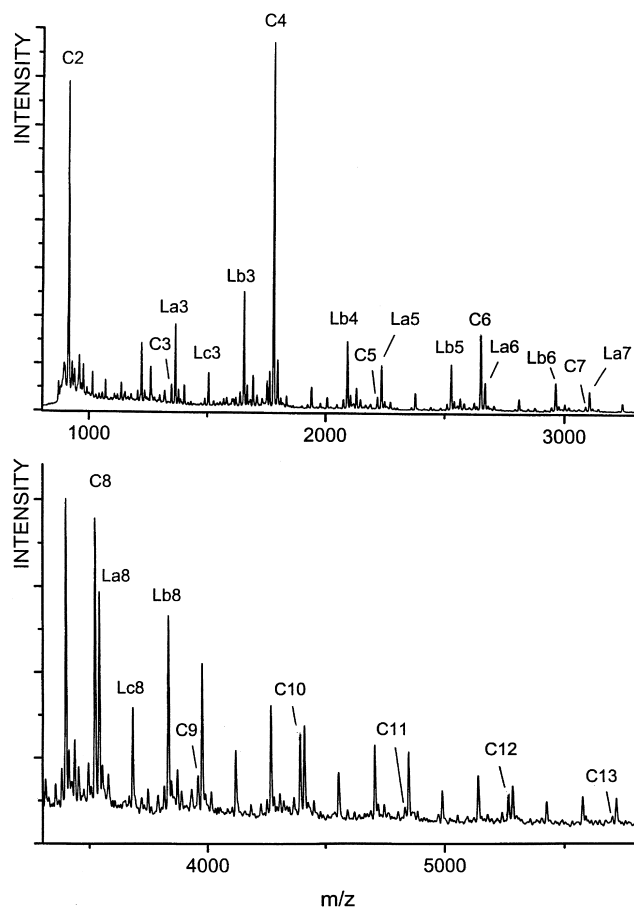 INTENSITY
C2
C3
La3
Lc3
Lb3
C4
Lb4
C5
La5
Lb5
C6
La6
Lb6
C7
La7
1000
2000
3000
INTENSITY
C8
La8
Lc8
Lb8
C9
C10
C11
C12
C13
4000
5000
m/z